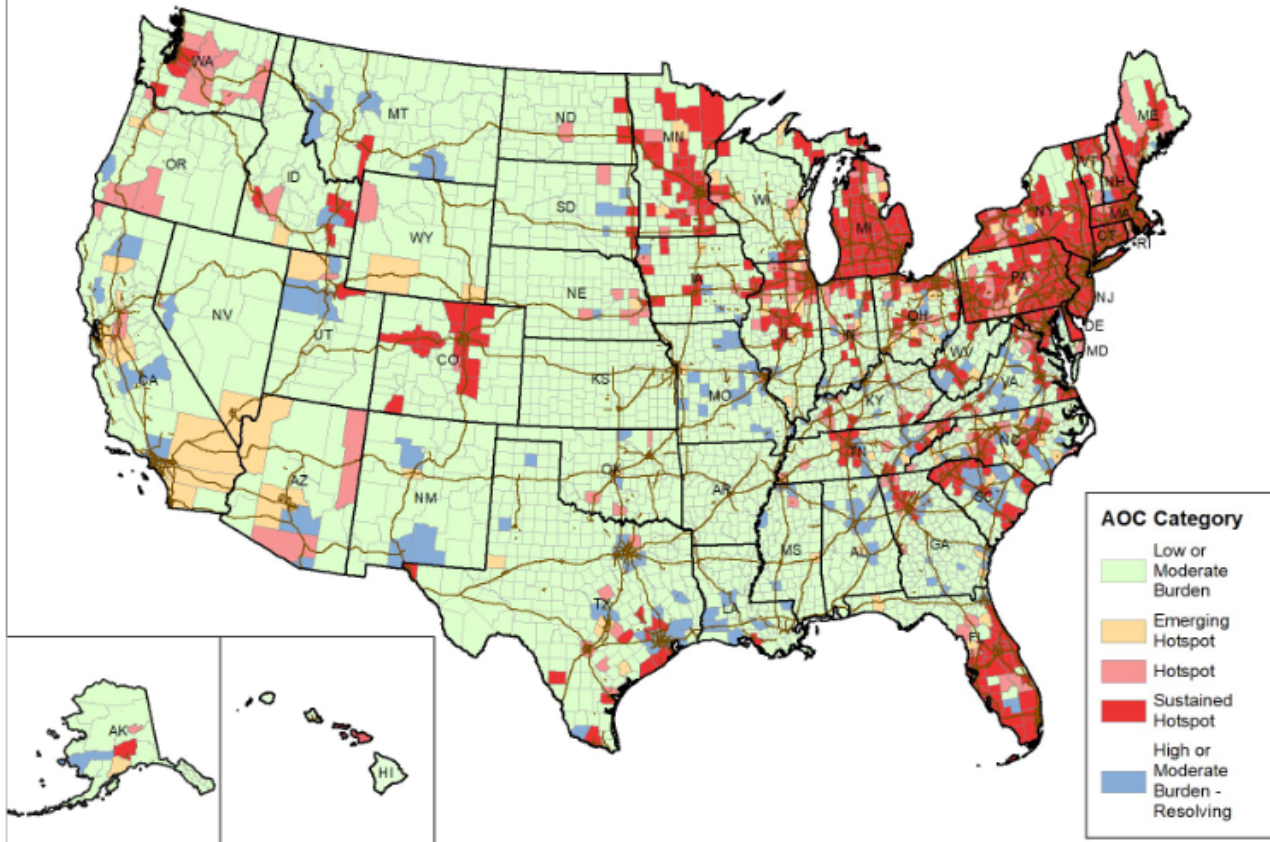 WA
MT
ND
MN
ME
OR
ID
SD
WI
VT
NH
NY
MA
CT
RI
WY
MI
IA
NE
PA
NJ
NV
UT
CO
IL
IN
OH
DE
MD
WV
VA
CA
KS
MO
KY
AZ
NM
OK
AR
TN
NC
SC
MS
AL
GA
TX
LA
FL
AK
HI
AOC Category
Low or
Moderate
Burden
Emerging
Hotspot
Hotspot
Sustained
Hotspot
High or
Moderate
Burden -
Resolving